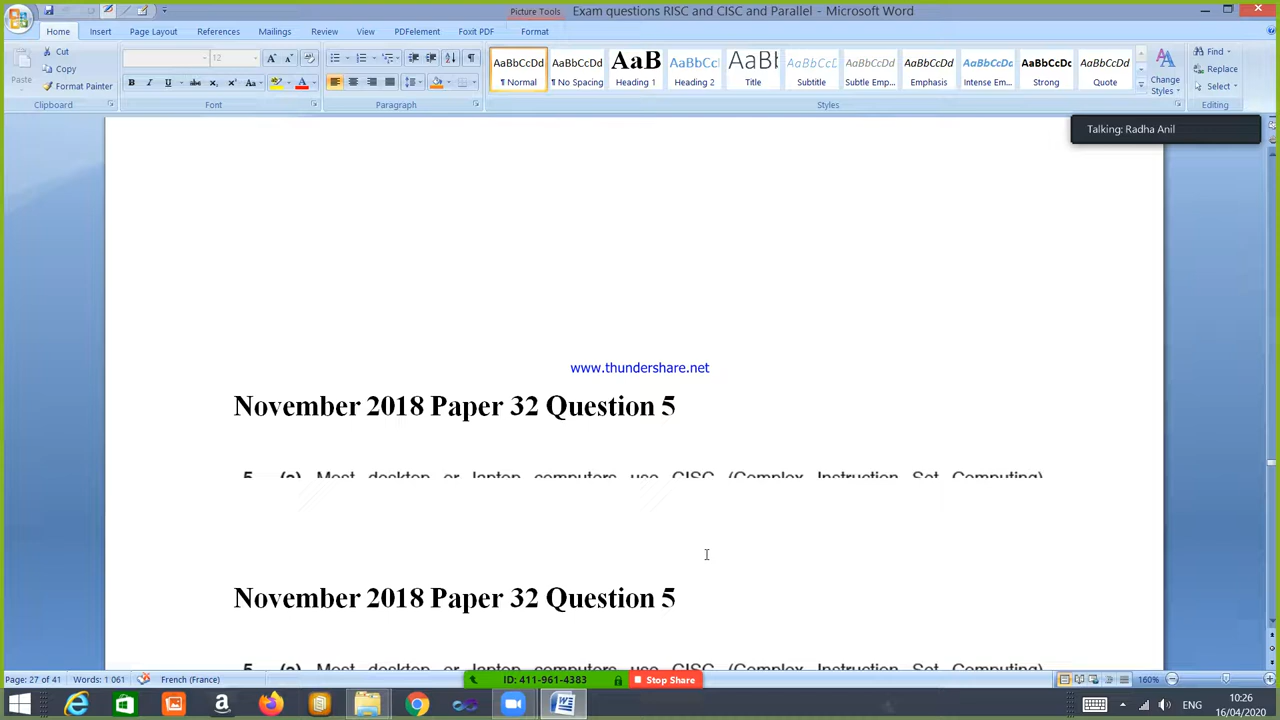 Picture Tools
Exam questions RISC and CISC and Parallel - Microsoft Word
Home Insert Page Layout References Mailings Review View PDFelement Foxit PDF Format
Paste
Cut
Copy
Format Painter
Clipboard
12
Font
Paragraph
AaBbCcDd AaBbCcDd AaB AaBbCc AaB AaBbCcDd AaBbCcDd AaBbCcDd AaBbCcDc AaBbCcDc AaBbCcDd
¶ Normal ¶ No Spacing Heading 1 Heading 2 Title Subtitle Subtle Emp... Emphasis Intense Em... Strong Quote
Change Styles
Styles
Find
Replace
Select
Editing
Talking: Radha Anil
www.thundershare.net
November 2018 Paper 32 Question 5
5 (a) Most desktop or laptop computers use CISC (Complex Instruction Set Computing)
November 2018 Paper 32 Question 5
5 (a) Most desktop or laptop computers use CISC (Complex Instruction Set Computing)
Page: 27 of 41 Words: 1 061 French (France)
ID: 411-961-4383 Stop Share
160%
ENG
10:26
16/04/2020